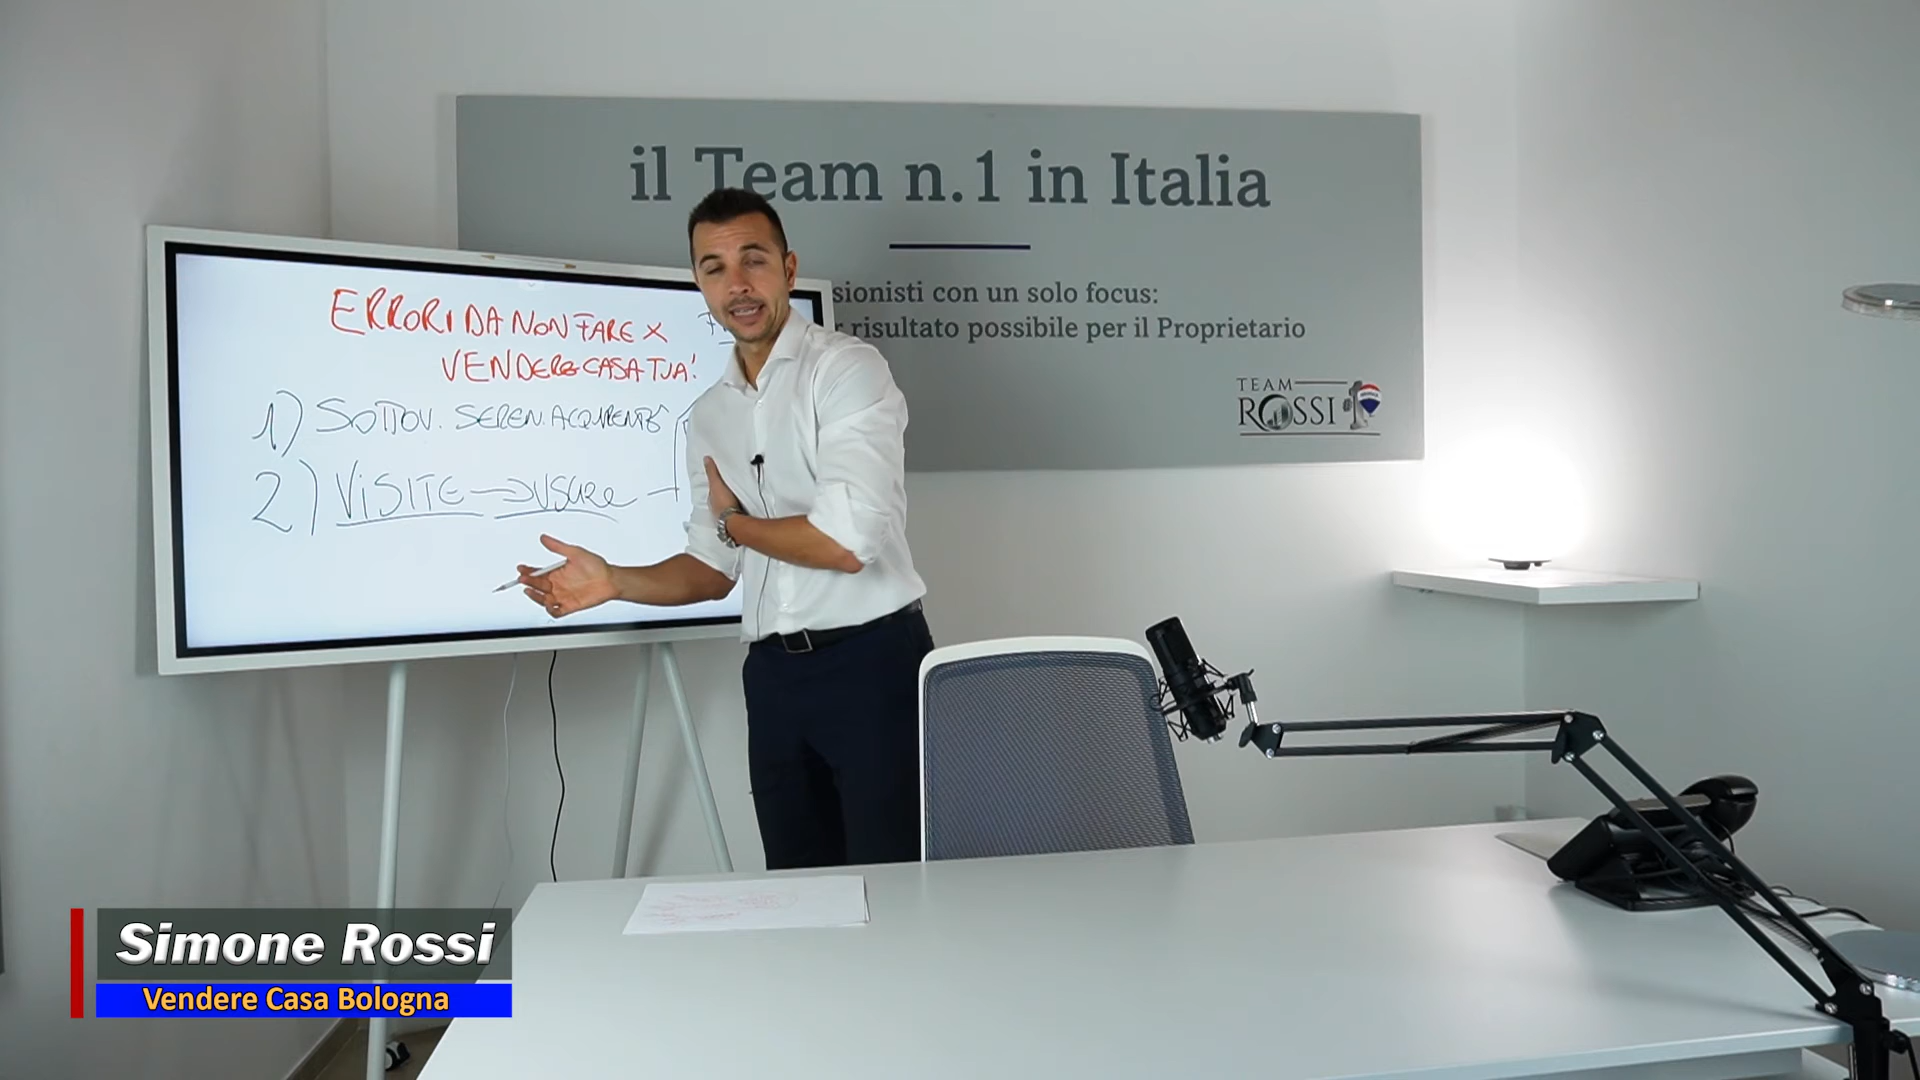 il Team n.1 in Italia
sionisti con un solo focus:
risultato possibile per il Proprietario
TEAM
ROSSI
ERRORI DA NON FARE X
VENDERE CASA TUA!
1) SOTTOV. SEREN. ACQUIRENTE
2) VISITE → USURE
Simone Rossi
Vendere Casa Bologna